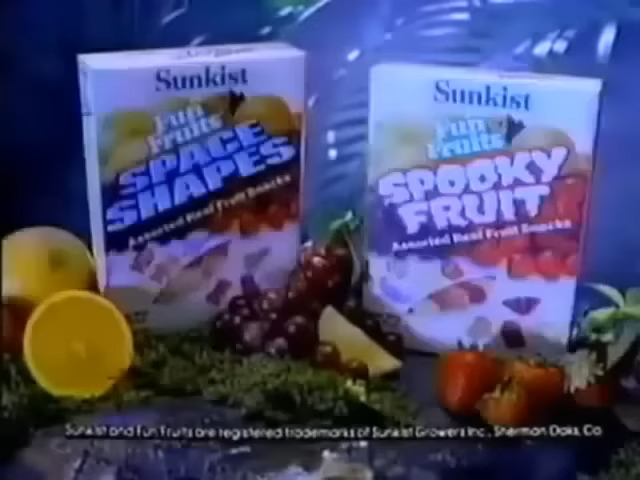 Sunkist
Fun
Fruits
SPACE
SHAPES
Assorted Real Fruit Snacks
Sunkist
Fun
Fruits
SPOOKY
FRUIT
Assorted Real Fruit Snacks
Sunkist and Fun Fruits are registered trademarks of Sunkist Growers Inc., Sherman Oaks, Ca